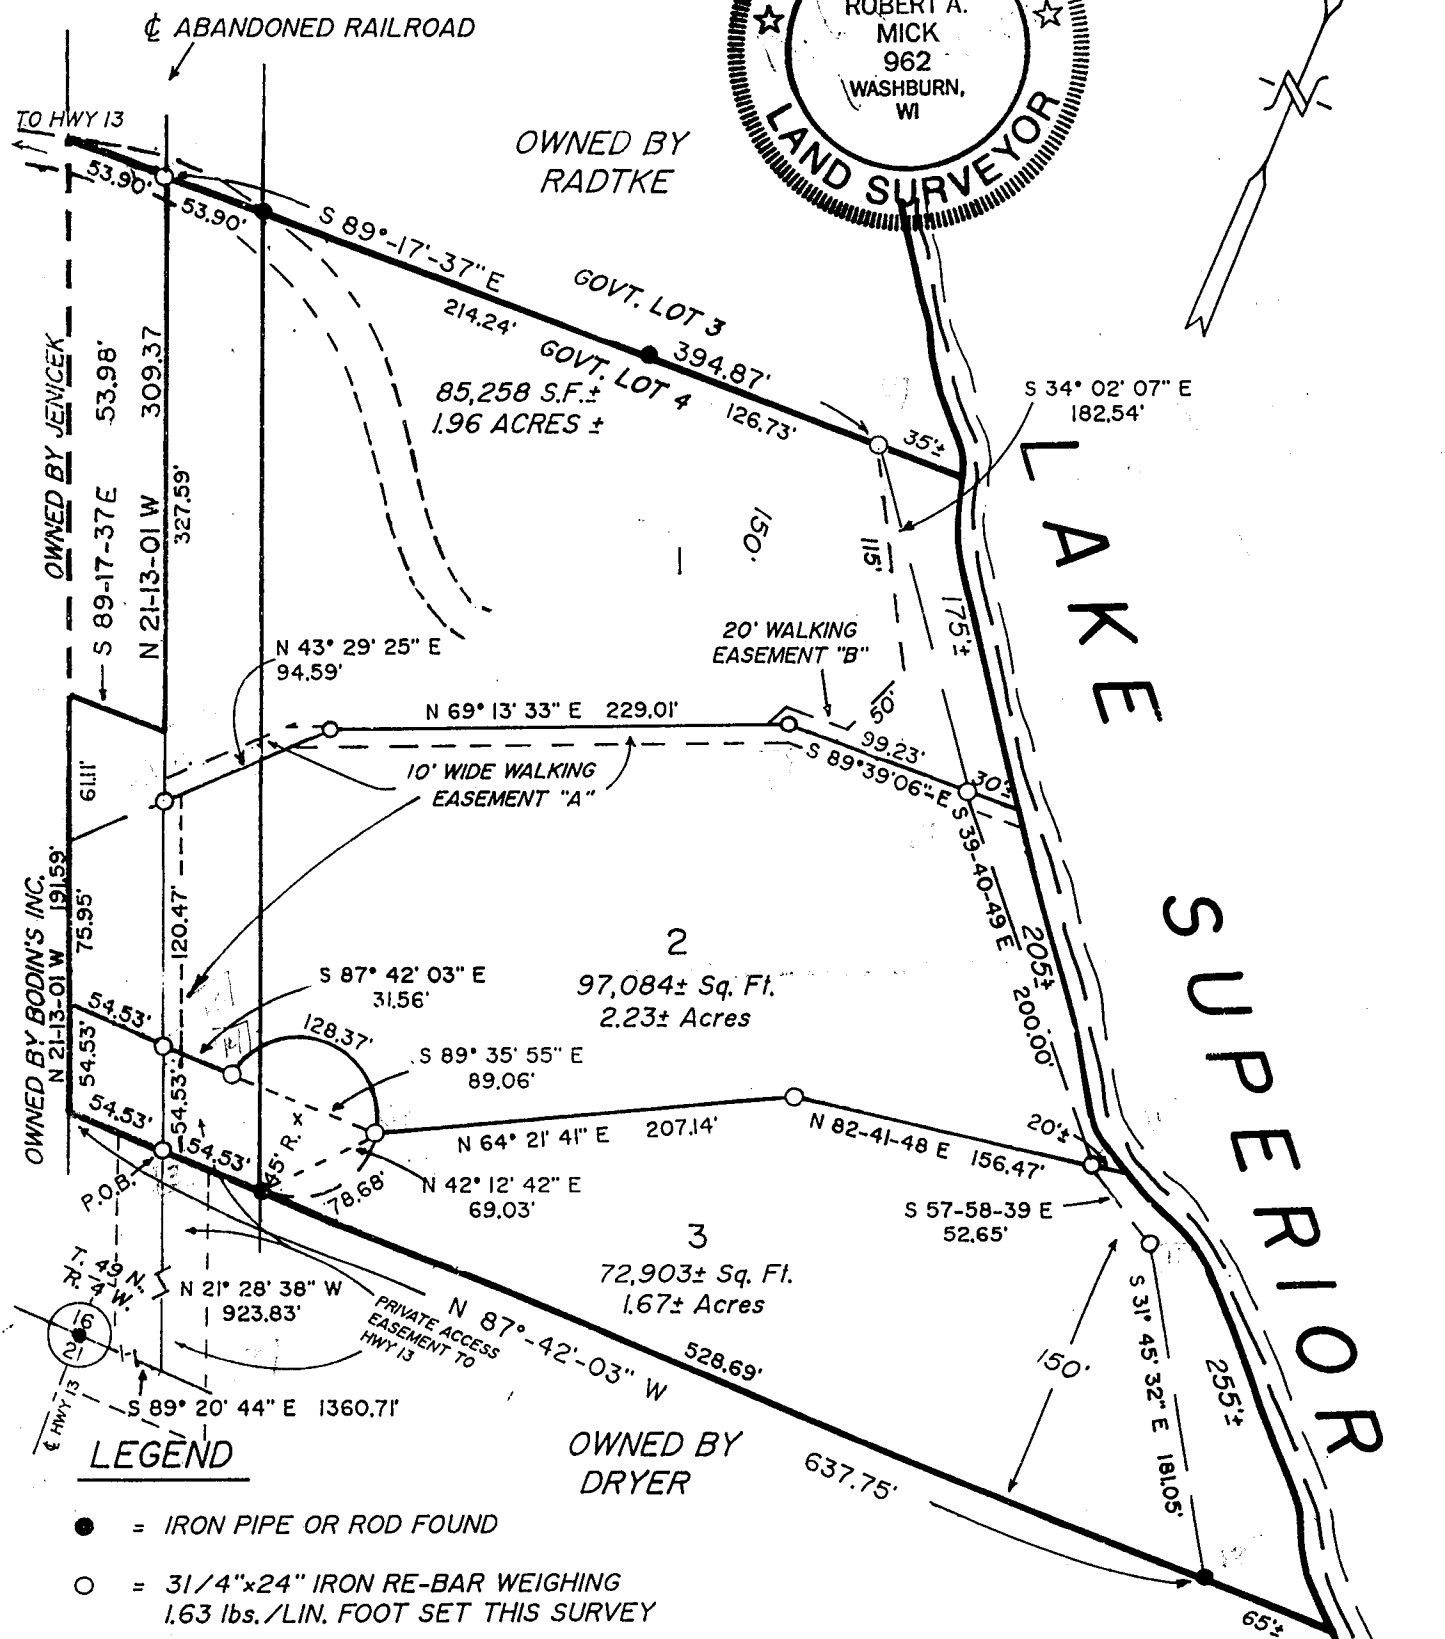 ℄ ABANDONED RAILROAD
ROBERT A.
MICK
962
WASHBURN,
WI
LAND SURVEYOR
TO HWY 13
OWNED BY
RADTKE
53.90'
53.90'
S 89°-17'-37" E
214.24'
GOVT. LOT 3
GOVT. LOT 4
394.87'
126.73'
35'±
85,258 S.F.±
1.96 ACRES ±
S 34° 02' 07" E
182.54'
OWNED BY JENICEK
S 89-17-37E 53.98'
N 21-13-01 W 309.37
327.59'
1
150'
115'
175'±
LAKE SUPERIOR
N 43° 29' 25" E
94.59'
20' WALKING
EASEMENT "B"
50'
N 69° 13' 33" E 229.01'
99.23'
S 89°39'06"-E
30'±
10' WIDE WALKING
EASEMENT "A"
61.11'
75.95'
OWNED BY BODIN'S INC.
N 21-13-01 W 191.59'
120.47'
S 39-40-49 E
200.00'
205'±
2
97,084± Sq. Ft.
2.23± Acres
S 87° 42' 03" E
31.56'
54.53'
54.53'
54.53'
54.53'
54.53'
128.37'
S 89° 35' 55" E
89.06'
45' R.
X
N 64° 21' 41" E 207.14'
N 82-41-48 E 156.47'
20'±
78.68'
N 42° 12' 42" E
69.03'
S 57-58-39 E
52.65'
P.O.B.
3
72,903± Sq. Ft.
1.67± Acres
T. 49 N.
R. 4 W.
16
21
N 21° 28' 38" W
923.83'
PRIVATE ACCESS
EASEMENT TO
HWY 13
N 87°-42'-03" W
528.69'
637.75'
150'
S 31° 45' 32" E 181.05'
255'±
65'±
S 89° 20' 44" E 1360.71'
℄ HWY 13
OWNED BY
DRYER
LEGEND
= IRON PIPE OR ROD FOUND
= 31/4"x24" IRON RE-BAR WEIGHING
1.63 lbs./LIN. FOOT SET THIS SURVEY